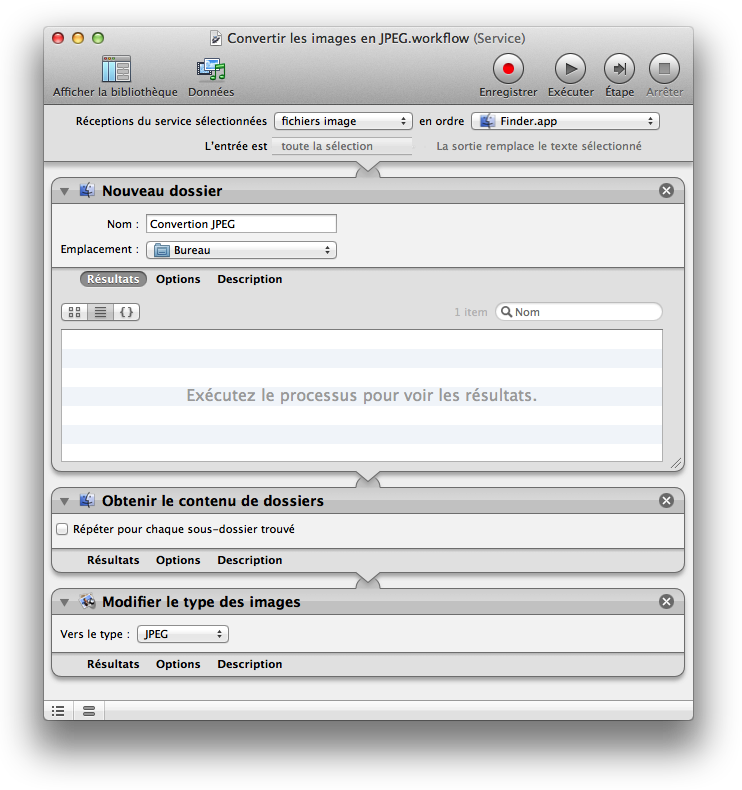 Convertir les images en JPEG.workflow (Service)
Afficher la bibliothèque Données Enregistrer Exécuter Étape Arrêter
Réceptions du service sélectionnées fichiers image en ordre Finder.app
L'entrée est toute la sélection La sortie remplace le texte sélectionné
Nouveau dossier
Nom : Convertion JPEG
Emplacement : Bureau
Résultats Options Description
1 item Nom
Exécutez le processus pour voir les résultats.
Obtenir le contenu de dossiers
Répéter pour chaque sous-dossier trouvé
Résultats Options Description
Modifier le type des images
Vers le type : JPEG
Résultats Options Description